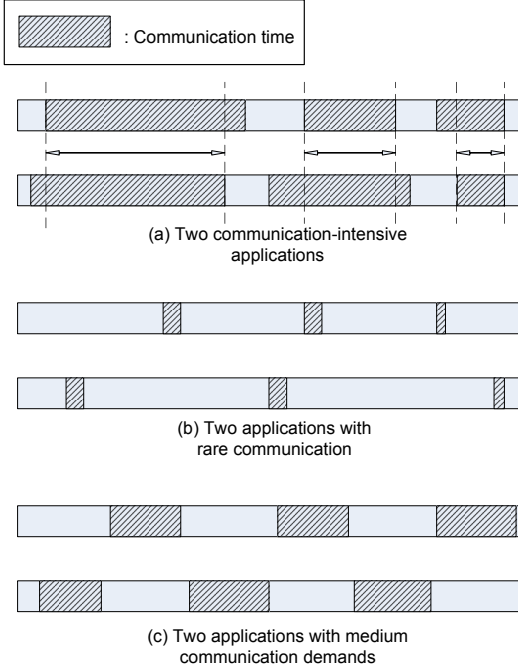 : Communication time
(a) Two communication-intensive
applications
(b) Two applications with
rare communication
(c) Two applications with medium
communication demands